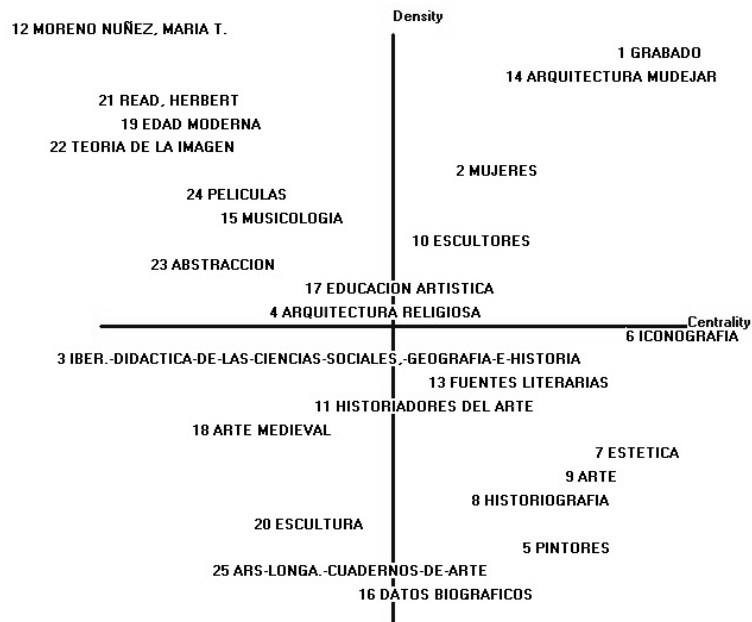 Density
12 MORENO NUÑEZ, MARIA T.
1 GRABADO
14 ARQUITECTURA MUDEJAR
21 READ, HERBERT
19 EDAD MODERNA
22 TEORIA DE LA IMAGEN
2 MUJERES
24 PELICULAS
15 MUSICOLOGIA
10 ESCULTORES
23 ABSTRACCION
17 EDUCACION ARTISTICA
4 ARQUITECTURA RELIGIOSA
Centrality
6 ICONOGRAFIA
3 IBER.-DIDACTICA-DE-LAS-CIENCIAS-SOCIALES,-GEOGRAFIA-E-HISTORIA
13 FUENTES LITERARIAS
11 HISTORIADORES DEL ARTE
18 ARTE MEDIEVAL
7 ESTETICA
9 ARTE
8 HISTORIOGRAFIA
20 ESCULTURA
5 PINTORES
25 ARS-LONGA.-CUADERNOS-DE-ARTE
16 DATOS BIOGRAFICOS